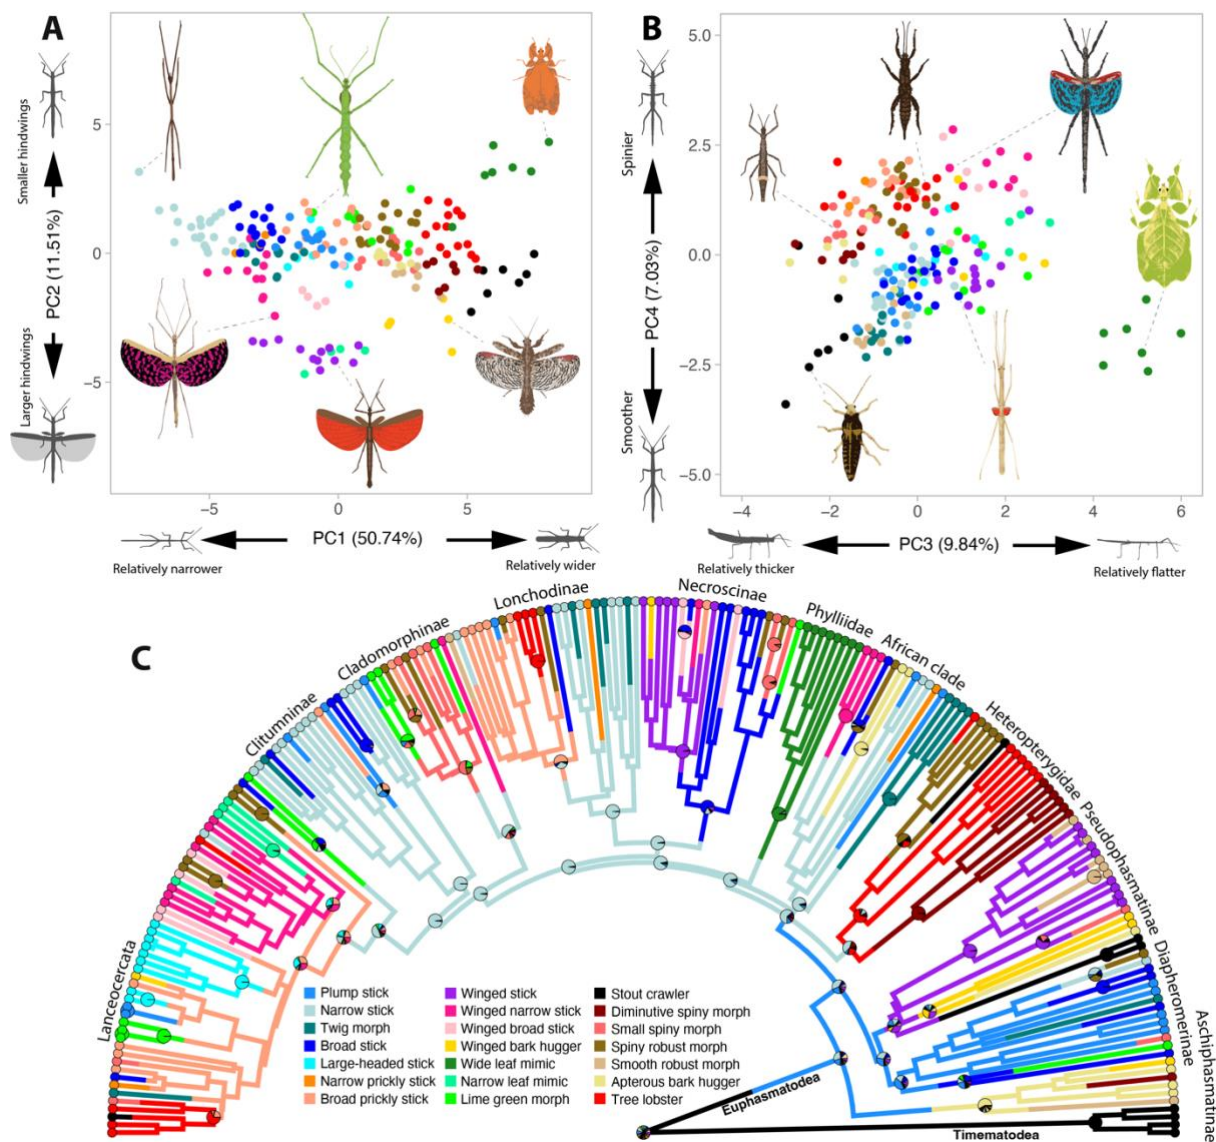 A
Smaller hindwings
PC2 (11.51%)
Larger hindwings
5
0
−5
−5
0
5
PC1 (50.74%)
Relatively narrower
Relatively wider
B
Spinier
PC4 (7.03%)
Smoother
5.0
2.5
0.0
−2.5
−5.0
−4
−2
0
2
4
6
PC3 (9.84%)
Relatively thicker
Relatively flatter
C
Lanceocercata
Clitumninae
Cladomorphinae
Lonchodinae
Necrosciinae
Phylliidae
African clade
Heteropterygidae
Pseudophasmatinae
Diapheromerinae
Aschiphasmatinae
Euphasmatodea
Timematodea
Plump stick
Narrow stick
Twig morph
Broad stick
Large-headed stick
Narrow prickly stick
Broad prickly stick
Winged stick
Winged narrow stick
Winged broad stick
Winged bark hugger
Wide leaf mimic
Narrow leaf mimic
Lime green morph
Stout crawler
Diminutive spiny morph
Small spiny morph
Spiny robust morph
Smooth robust morph
Apterous bark hugger
Tree lobster